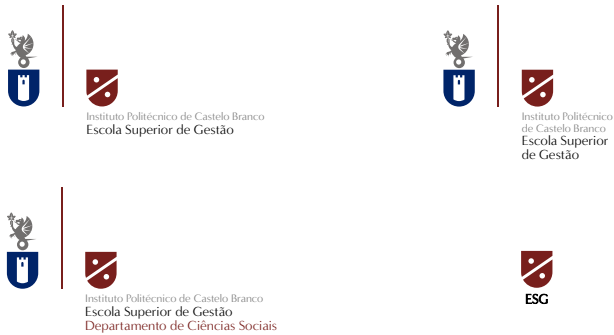 Instituto Politécnico de Castelo Branco
Escola Superior de Gestão
Instituto Politécnico
de Castelo Branco
Escola Superior
de Gestão
Instituto Politécnico de Castelo Branco
Escola Superior de Gestão
Departamento de Ciências Sociais
ESG